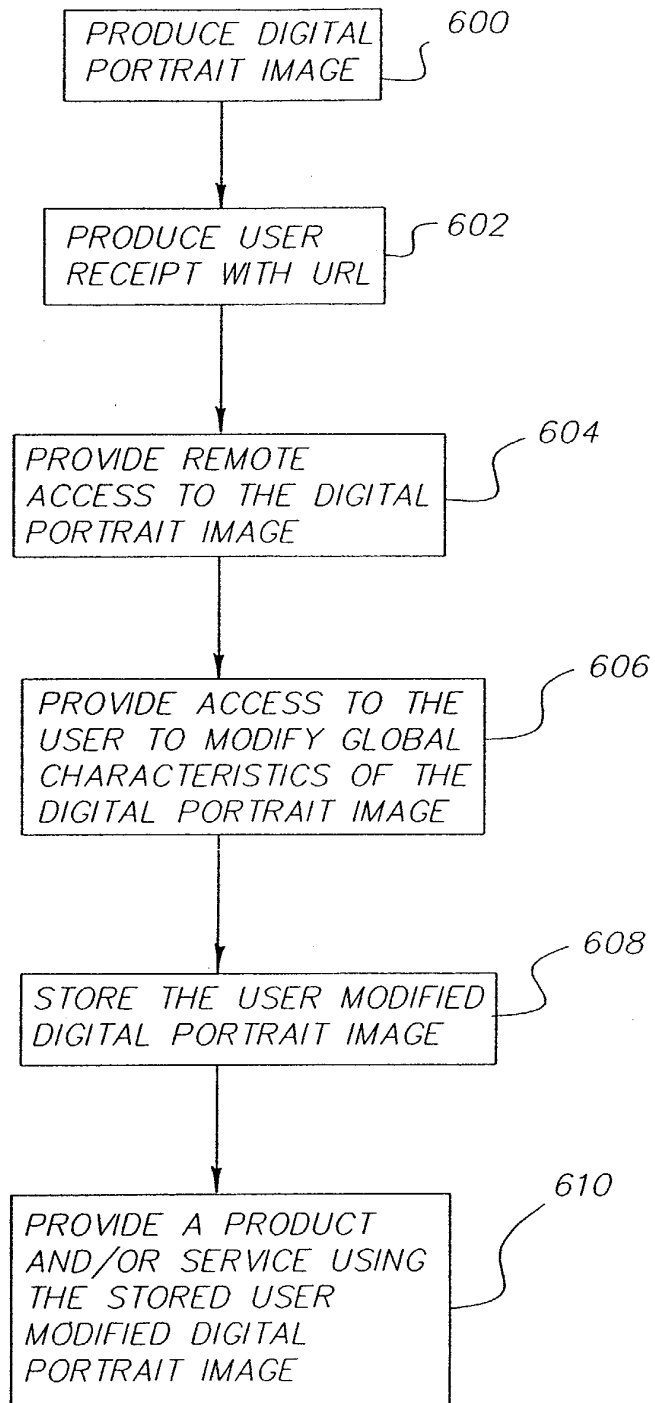 PRODUCE DIGITAL
PORTRAIT IMAGE
600
PRODUCE USER
RECEIPT WITH URL
602
PROVIDE REMOTE
ACCESS TO THE DIGITAL
PORTRAIT IMAGE
604
PROVIDE ACCESS TO THE
USER TO MODIFY GLOBAL
CHARACTERISTICS OF THE
DIGITAL PORTRAIT IMAGE
606
STORE THE USER MODIFIED
DIGITAL PORTRAIT IMAGE
608
PROVIDE A PRODUCT
AND/OR SERVICE USING
THE STORED USER
MODIFIED DIGITAL
PORTRAIT IMAGE
610